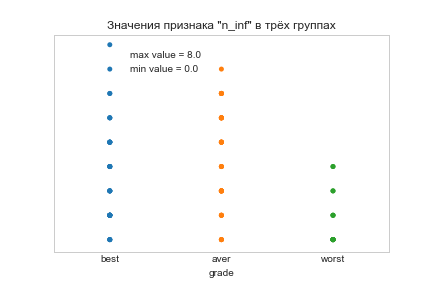 Значения признака "n_inf" в трёх группах
max value = 8.0
min value = 0.0
best aver worst
grade